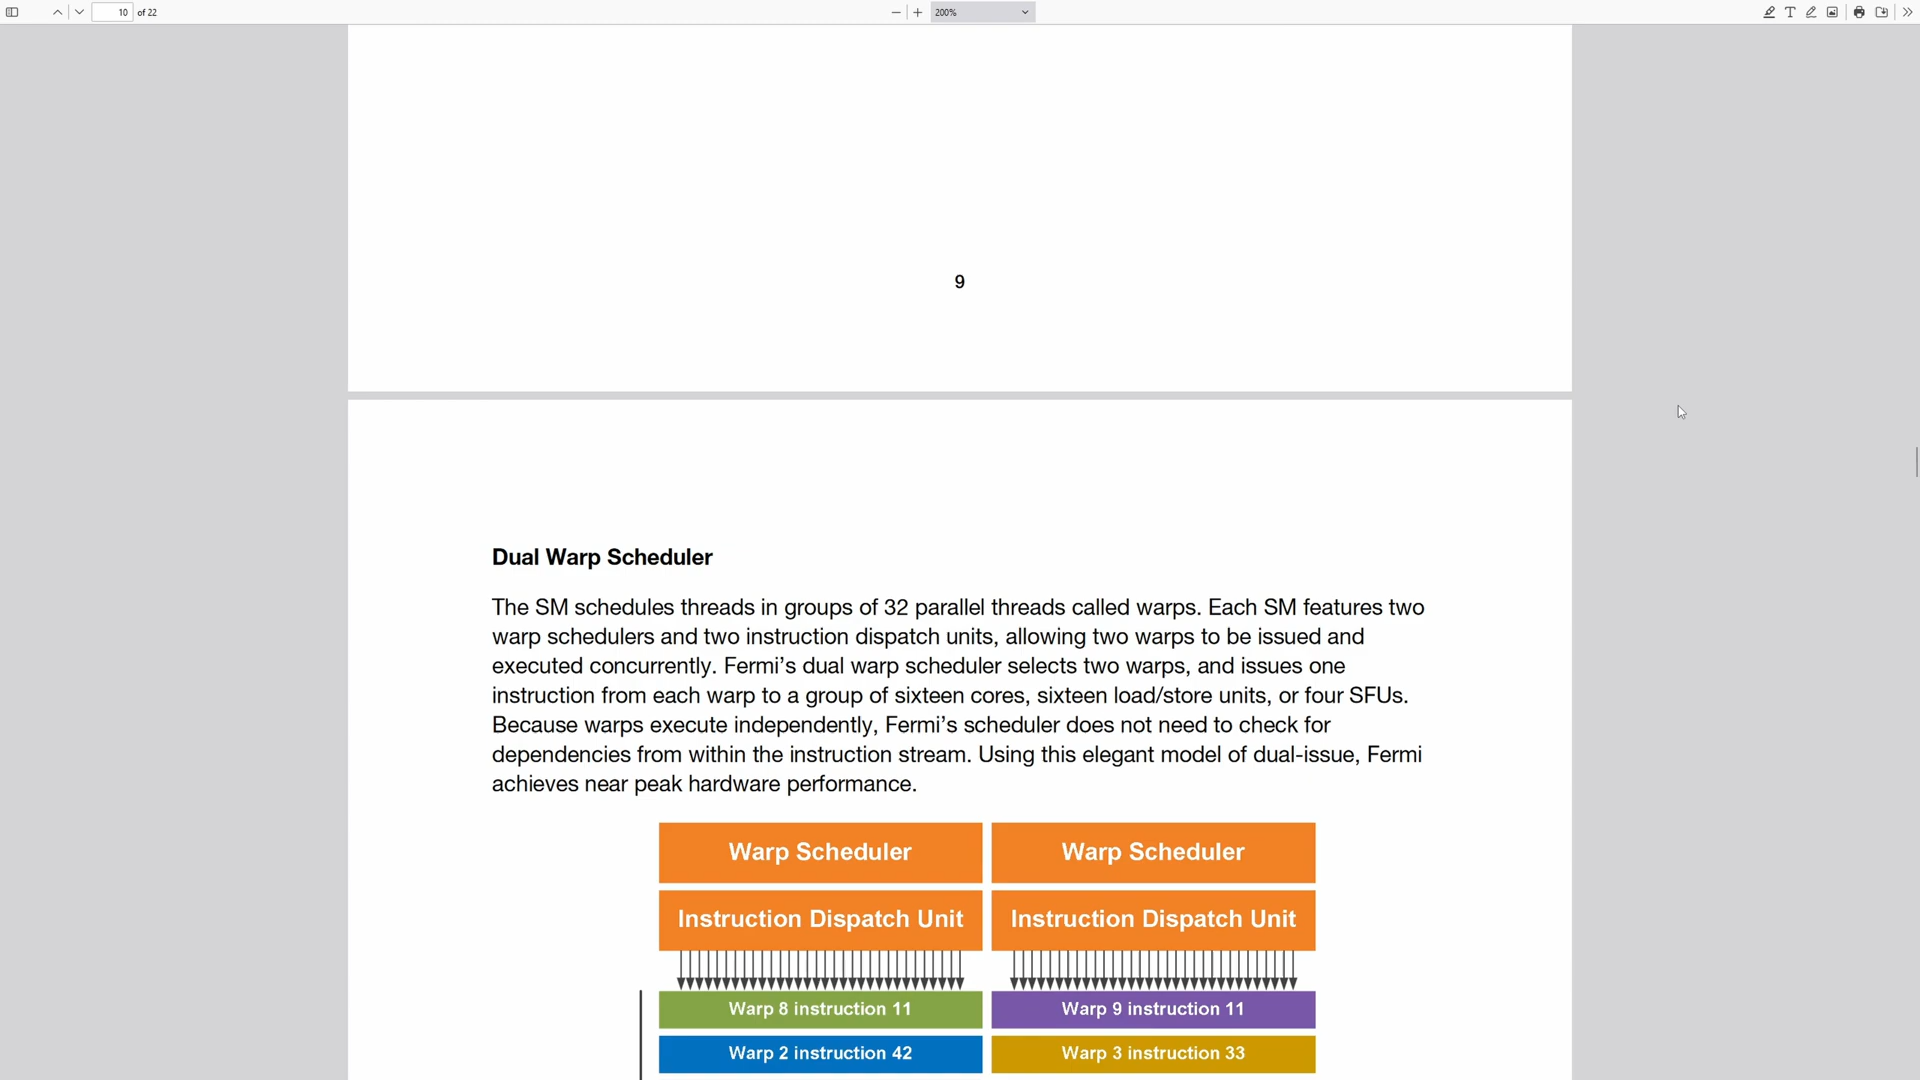 10 of 22
200%
9
Dual Warp Scheduler
The SM schedules threads in groups of 32 parallel threads called warps. Each SM features two
warp schedulers and two instruction dispatch units, allowing two warps to be issued and
executed concurrently. Fermi’s dual warp scheduler selects two warps, and issues one
instruction from each warp to a group of sixteen cores, sixteen load/store units, or four SFUs.
Because warps execute independently, Fermi’s scheduler does not need to check for
dependencies from within the instruction stream. Using this elegant model of dual-issue, Fermi
achieves near peak hardware performance.
Warp Scheduler
Warp Scheduler
Instruction Dispatch Unit
Instruction Dispatch Unit
Warp 8 instruction 11
Warp 9 instruction 11
Warp 2 instruction 42
Warp 3 instruction 33